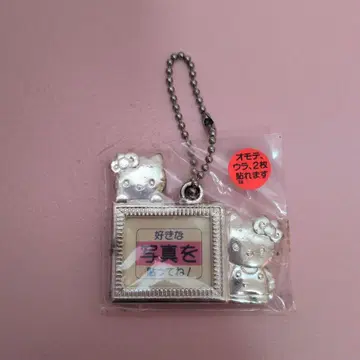 オモテ、
ウラ、2枚
貼れます
好きな
写真を
貼ってね!